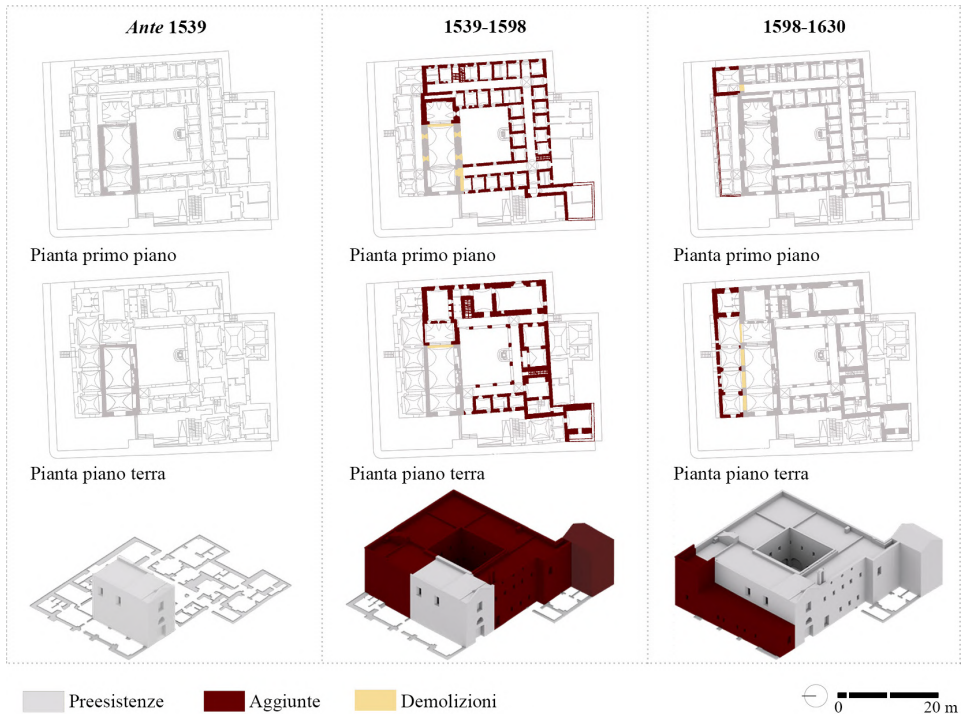 Ante 1539
1539-1598
1598-1630
Pianta primo piano
Pianta primo piano
Pianta primo piano
Pianta piano terra
Pianta piano terra
Pianta piano terra
Preesistenze
Aggiunte
Demolizioni
0 20 m